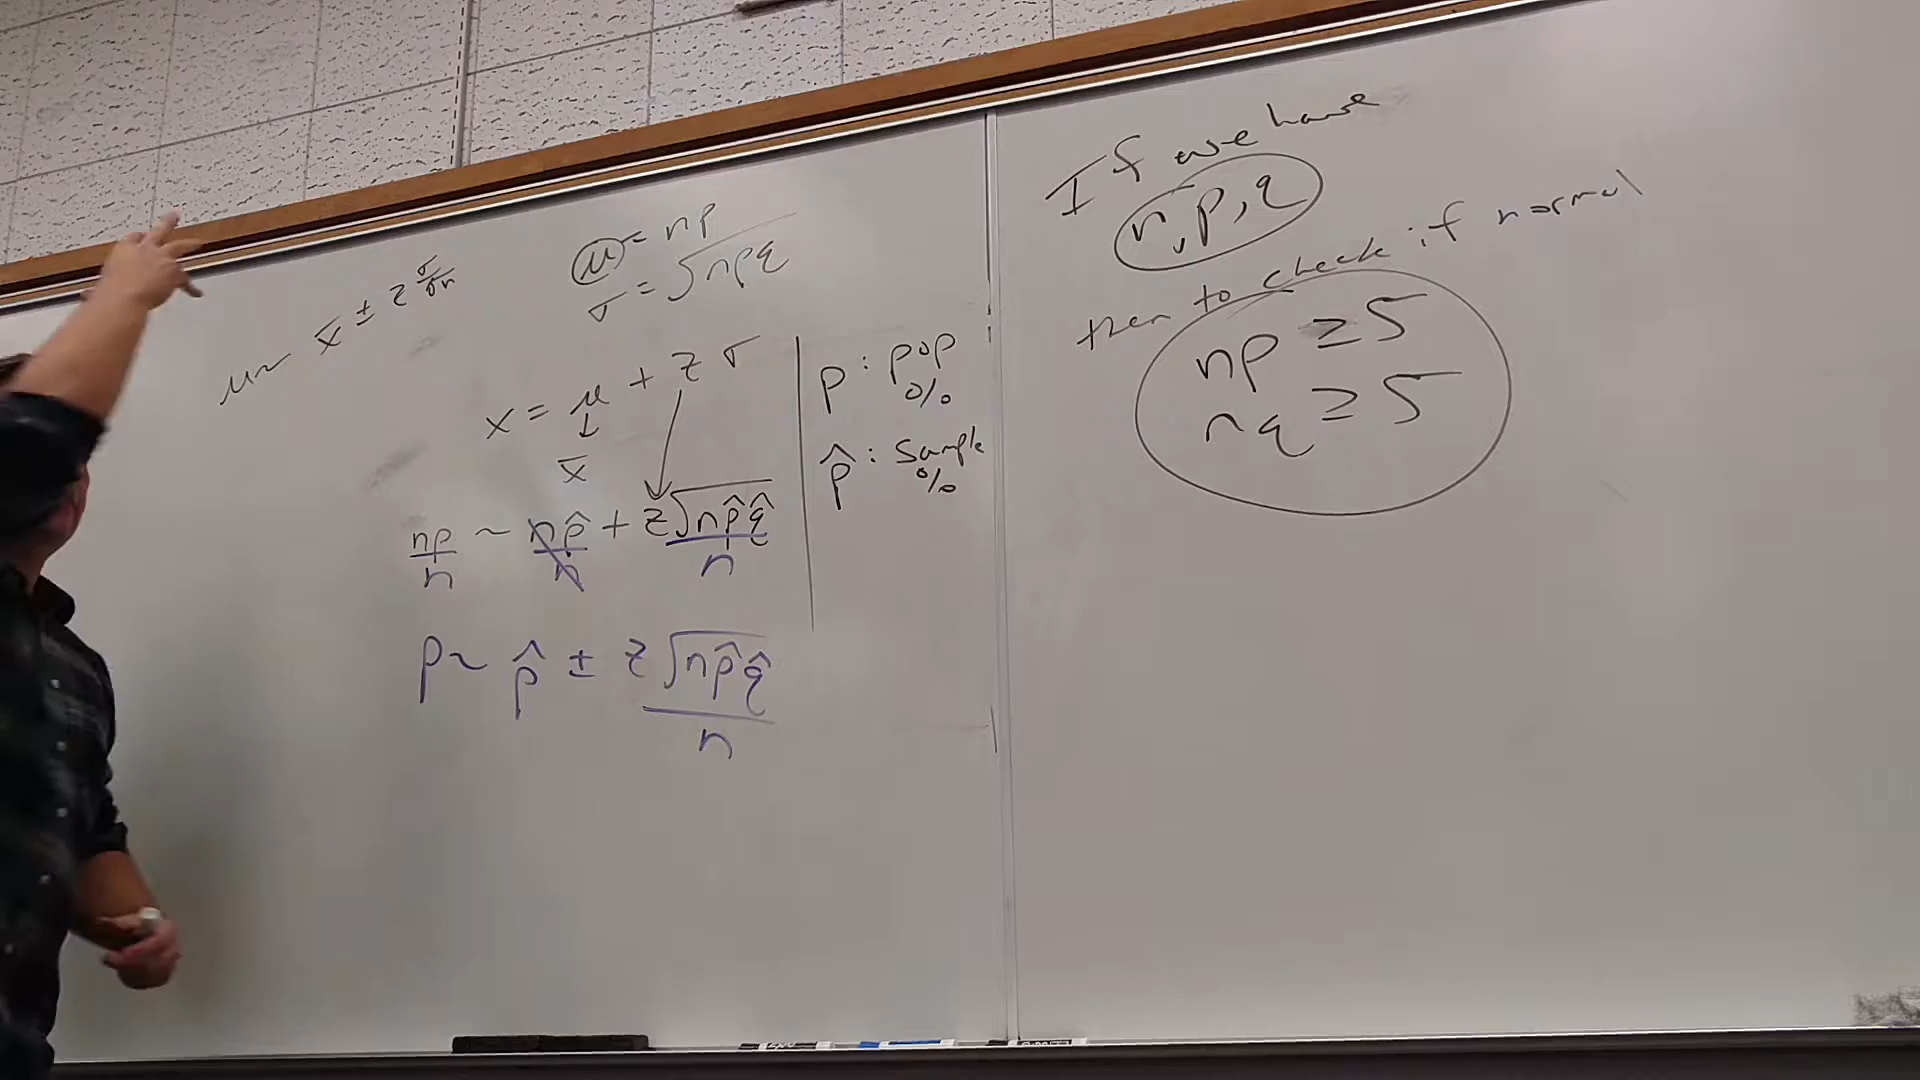 μ ~ x̄ ± z σ/√n
μ = np
σ = √npq
x = μ + z σ
↓
x̄
np/n ~ np̂/n + z√np̂q̂/n
p ~ p̂ ± z√np̂q̂/n
p : pop
%
p̂ : Sample
%
If we have
n, p, q
then to check if normal
np ≥ 5
nq ≥ 5